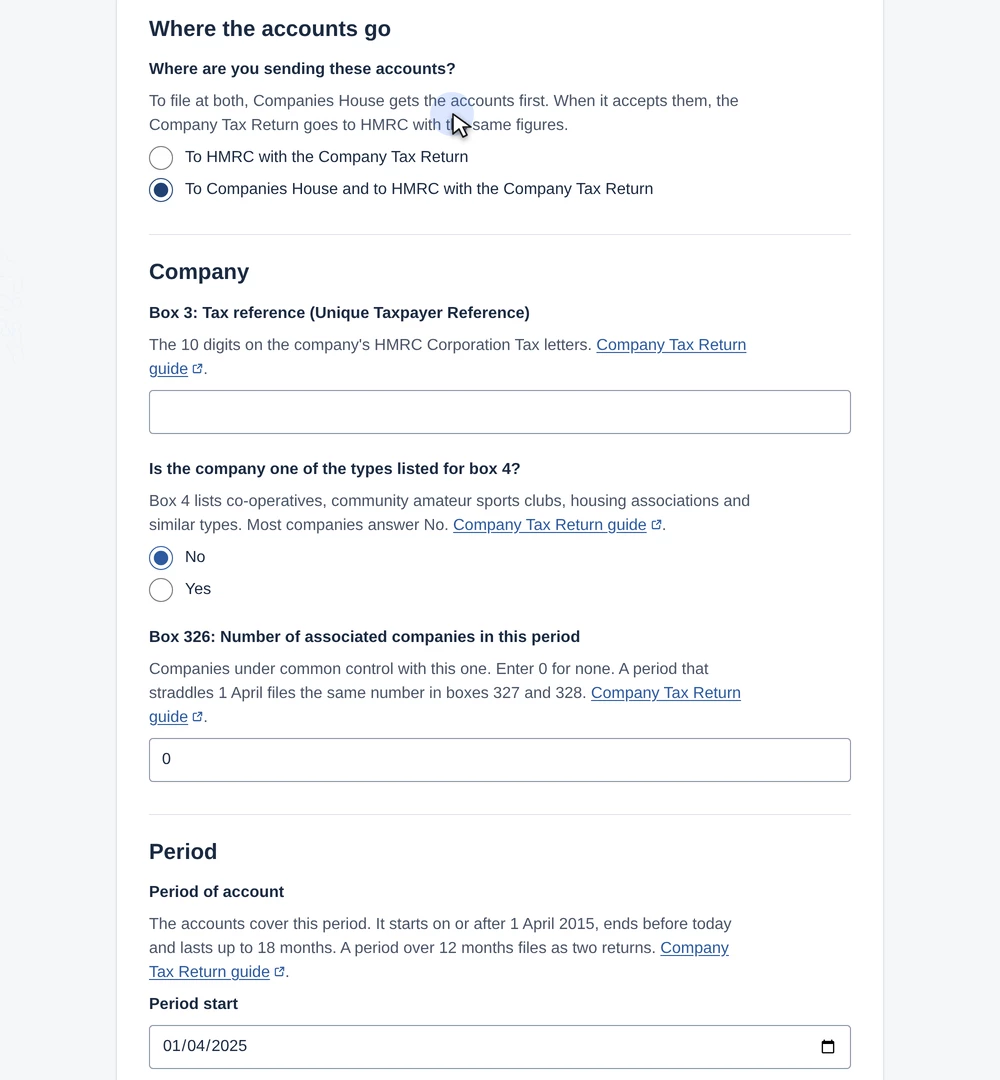 Where the accounts go
Where are you sending these accounts?
To file at both, Companies House gets the accounts first. When it accepts them, the
Company Tax Return goes to HMRC with the same figures.
To HMRC with the Company Tax Return
To Companies House and to HMRC with the Company Tax Return
Company
Box 3: Tax reference (Unique Taxpayer Reference)
The 10 digits on the company's HMRC Corporation Tax letters. Company Tax Return
guide.
Is the company one of the types listed for box 4?
Box 4 lists co-operatives, community amateur sports clubs, housing associations and
similar types. Most companies answer No. Company Tax Return guide.
No
Yes
Box 326: Number of associated companies in this period
Companies under common control with this one. Enter 0 for none. A period that
straddles 1 April files the same number in boxes 327 and 328. Company Tax Return
guide.
0
Period
Period of account
The accounts cover this period. It starts on or after 1 April 2015, ends before today
and lasts up to 18 months. A period over 12 months files as two returns. Company
Tax Return guide.
Period start
01/04/2025